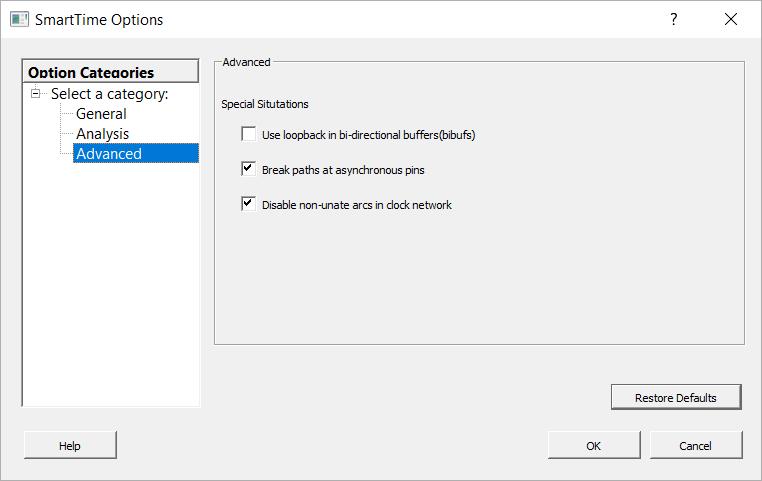 SmartTime Options
?
Option Categories
Select a category:
General
Analysis
Advanced
Advanced
Special Situtations
Use loopback in bi-directional buffers(bibufs)
Break paths at asynchronous pins
Disable non-unate arcs in clock network
Restore Defaults
Help
OK
Cancel